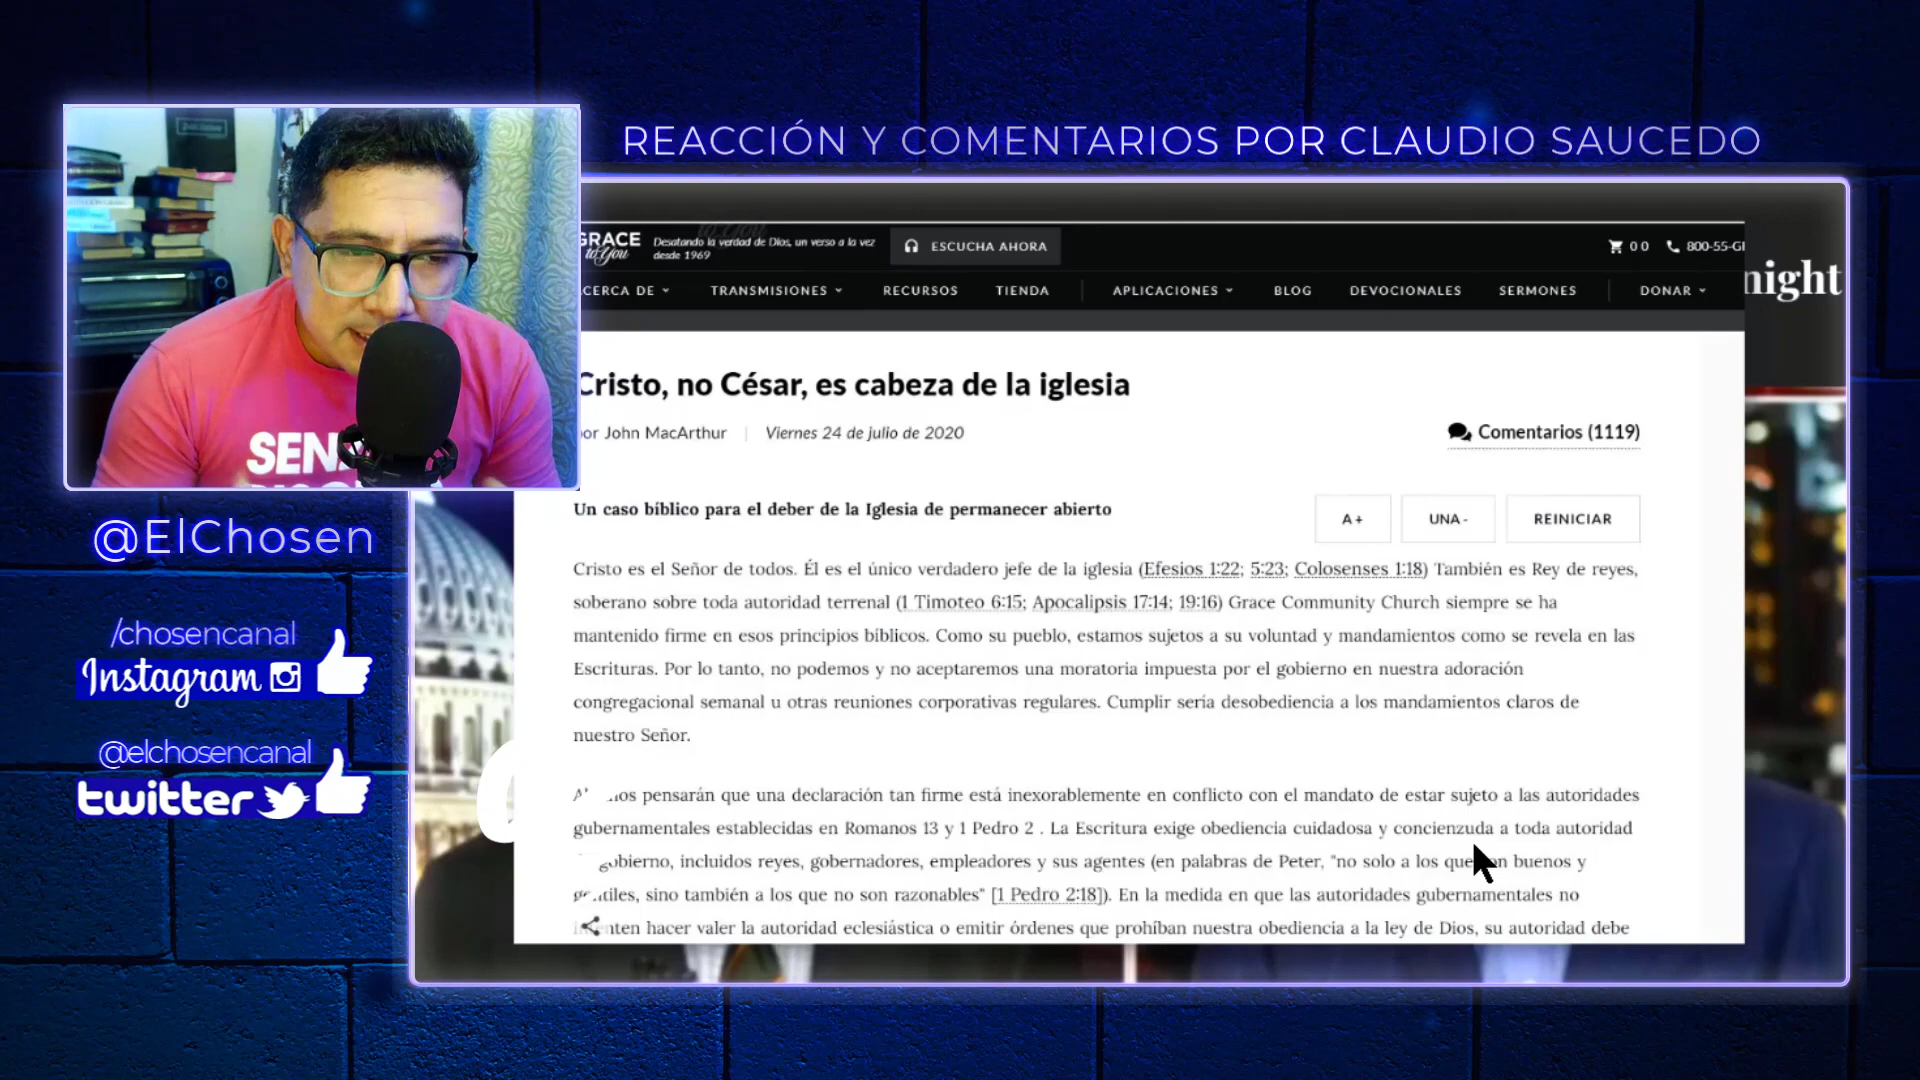 REACCIÓN Y COMENTARIOS POR CLAUDIO SAUCEDO
GRACE
to You
Desatando la verdad de Dios, un verso a la vez
desde 1969
ESCUCHA AHORA
0 0
800-55-G
CERCA DE
TRANSMISIONES
RECURSOS
TIENDA
APLICACIONES
BLOG
DEVOCIONALES
SERMONES
DONAR
night
Cristo, no César, es cabeza de la iglesia
por John MacArthur
Viernes 24 de julio de 2020
Comentarios (1119)
Un caso bíblico para el deber de la Iglesia de permanecer abierto
A +
UNA -
REINICIAR
Cristo es el Señor de todos. Él es el único verdadero jefe de la iglesia (Efesios 1:22; 5:23; Colosenses 1:18) También es Rey de reyes,
soberano sobre toda autoridad terrenal (1 Timoteo 6:15; Apocalipsis 17:14; 19:16) Grace Community Church siempre se ha
mantenido firme en esos principios bíblicos. Como su pueblo, estamos sujetos a su voluntad y mandamientos como se revela en las
Escrituras. Por lo tanto, no podemos y no aceptaremos una moratoria impuesta por el gobierno en nuestra adoración
congregacional semanal u otras reuniones corporativas regulares. Cumplir sería desobediencia a los mandamientos claros de
nuestro Señor.
pensarán que una declaración tan firme está inexorablemente en conflicto con el mandato de estar sujeto a las autoridades
gubernamentales establecidas en Romanos 13 y 1 Pedro 2 . La Escritura exige obediencia cuidadosa y concienzuda a toda autoridad
gobierno, incluidos reyes, gobernadores, empleadores y sus agentes (en palabras de Peter, "no solo a los que son buenos y
gentiles, sino también a los que no son razonables" [1 Pedro 2:18]). En la medida en que las autoridades gubernamentales no
intenten hacer valer la autoridad eclesiástica o emitir órdenes que prohíban nuestra obediencia a la ley de Dios, su autoridad debe
@ElChosen
/chosencanal
Instagram
@elchosencanal
twitter